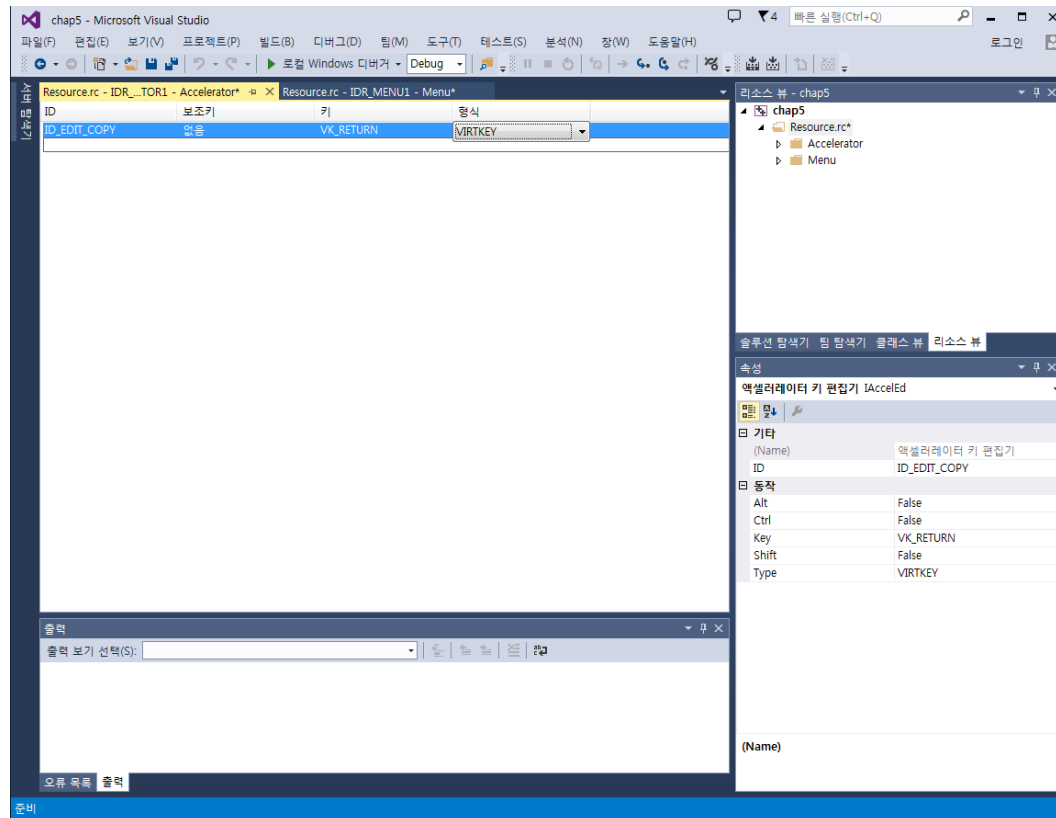 chap5 - Microsoft Visual Studio
4
빠른 실행(Ctrl+Q)
파일(F) 편집(E) 보기(V) 프로젝트(P) 빌드(B) 디버그(D) 팀(M) 도구(T) 테스트(S) 분석(N) 창(W) 도움말(H)
로그인
로컬 Windows 디버거
Debug
서버 탐색기
Resource.rc - IDR_...TOR1 - Accelerator*
Resource.rc - IDR_MENU1 - Menu*
ID 보조키 키 형식
ID_EDIT_COPY 없음 VK_RETURN VIRTKEY
리소스 뷰 - chap5
chap5
Resource.rc*
Accelerator
Menu
솔루션 탐색기 팀 탐색기 클래스 뷰 리소스 뷰
속성
액셀러레이터 키 편집기 IAccelEd
기타
(Name) 액셀러레이터 키 편집기
ID ID_EDIT_COPY
동작
Alt False
Ctrl False
Key VK_RETURN
Shift False
Type VIRTKEY
(Name)
출력
출력 보기 선택(S):
오류 목록 출력
준비